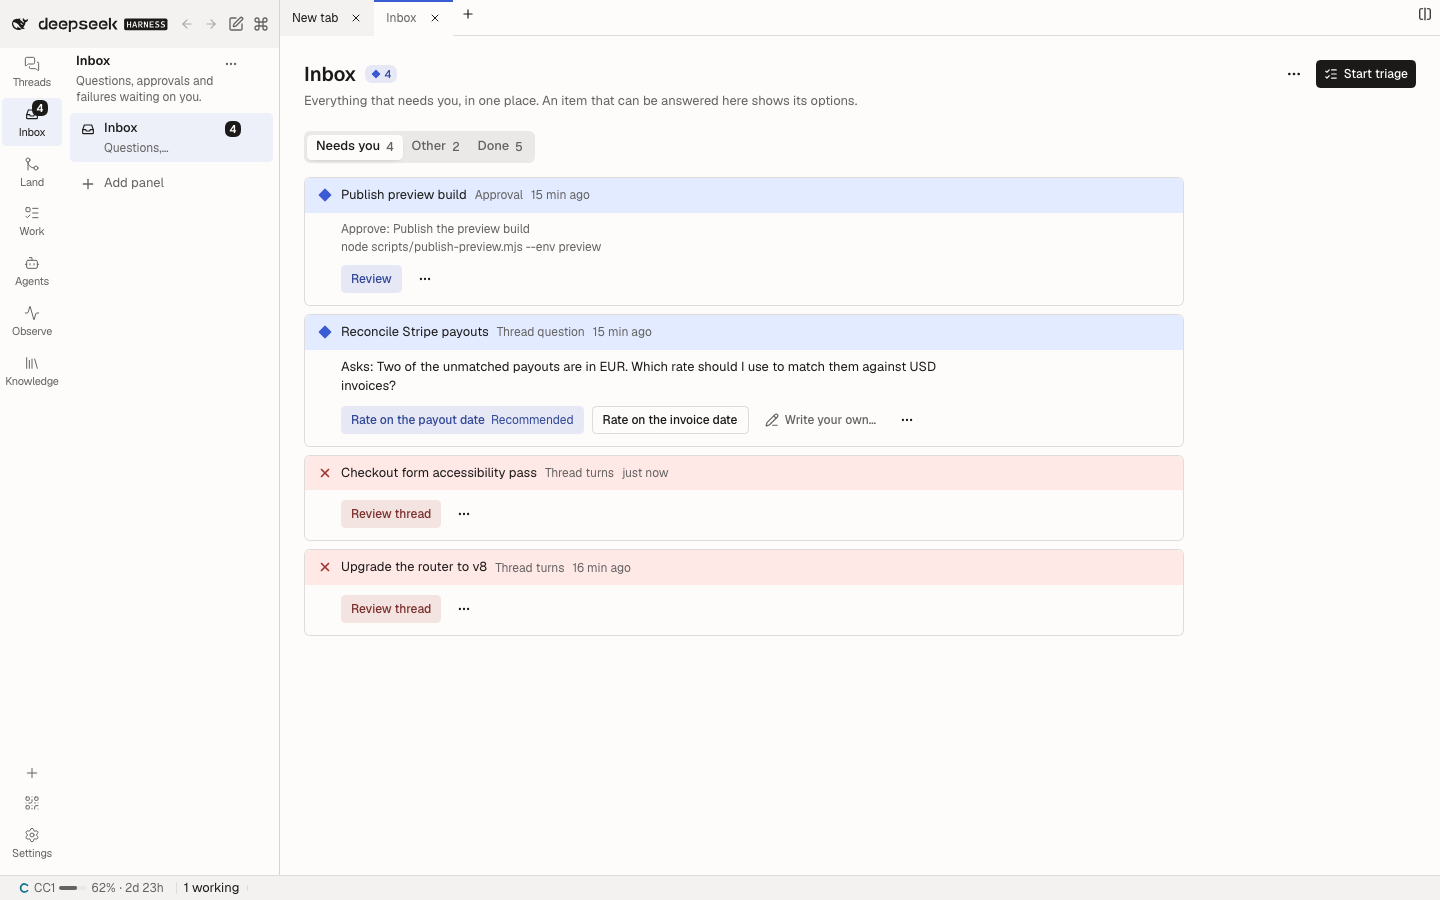 deepseek HARNESS
New tab
Inbox
Threads
4
Inbox
Land
Work
Agents
Observe
Knowledge
Settings
Inbox
Questions, approvals and
failures waiting on you.
Inbox 4
Questions,...
Add panel
Inbox 4
Start triage
Everything that needs you, in one place. An item that can be answered here shows its options.
Needs you 4 Other 2 Done 5
Publish preview build Approval 15 min ago
Approve: Publish the preview build
node scripts/publish-preview.mjs --env preview
Review
Reconcile Stripe payouts Thread question 15 min ago
Asks: Two of the unmatched payouts are in EUR. Which rate should I use to match them against USD
invoices?
Rate on the payout date Recommended Rate on the invoice date Write your own...
Checkout form accessibility pass Thread turns just now
Review thread
Upgrade the router to v8 Thread turns 16 min ago
Review thread
C CC1 62% · 2d 23h 1 working